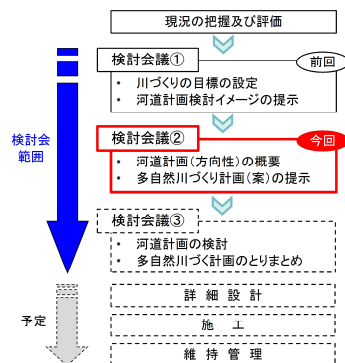 現況の把握及び評価
検討会議①
前回
・ 川づくりの目標の設定
・ 河道計画検討イメージの提示
検討会
範囲
検討会議②
今回
・ 河道計画（方向性）の概要
・ 多自然川づくり計画（案）の提示
検討会議③
・ 河道計画の検討
・ 多自然川づく計画のとりまとめ
予定
詳 細 設 計
施 工
維 持 管 理